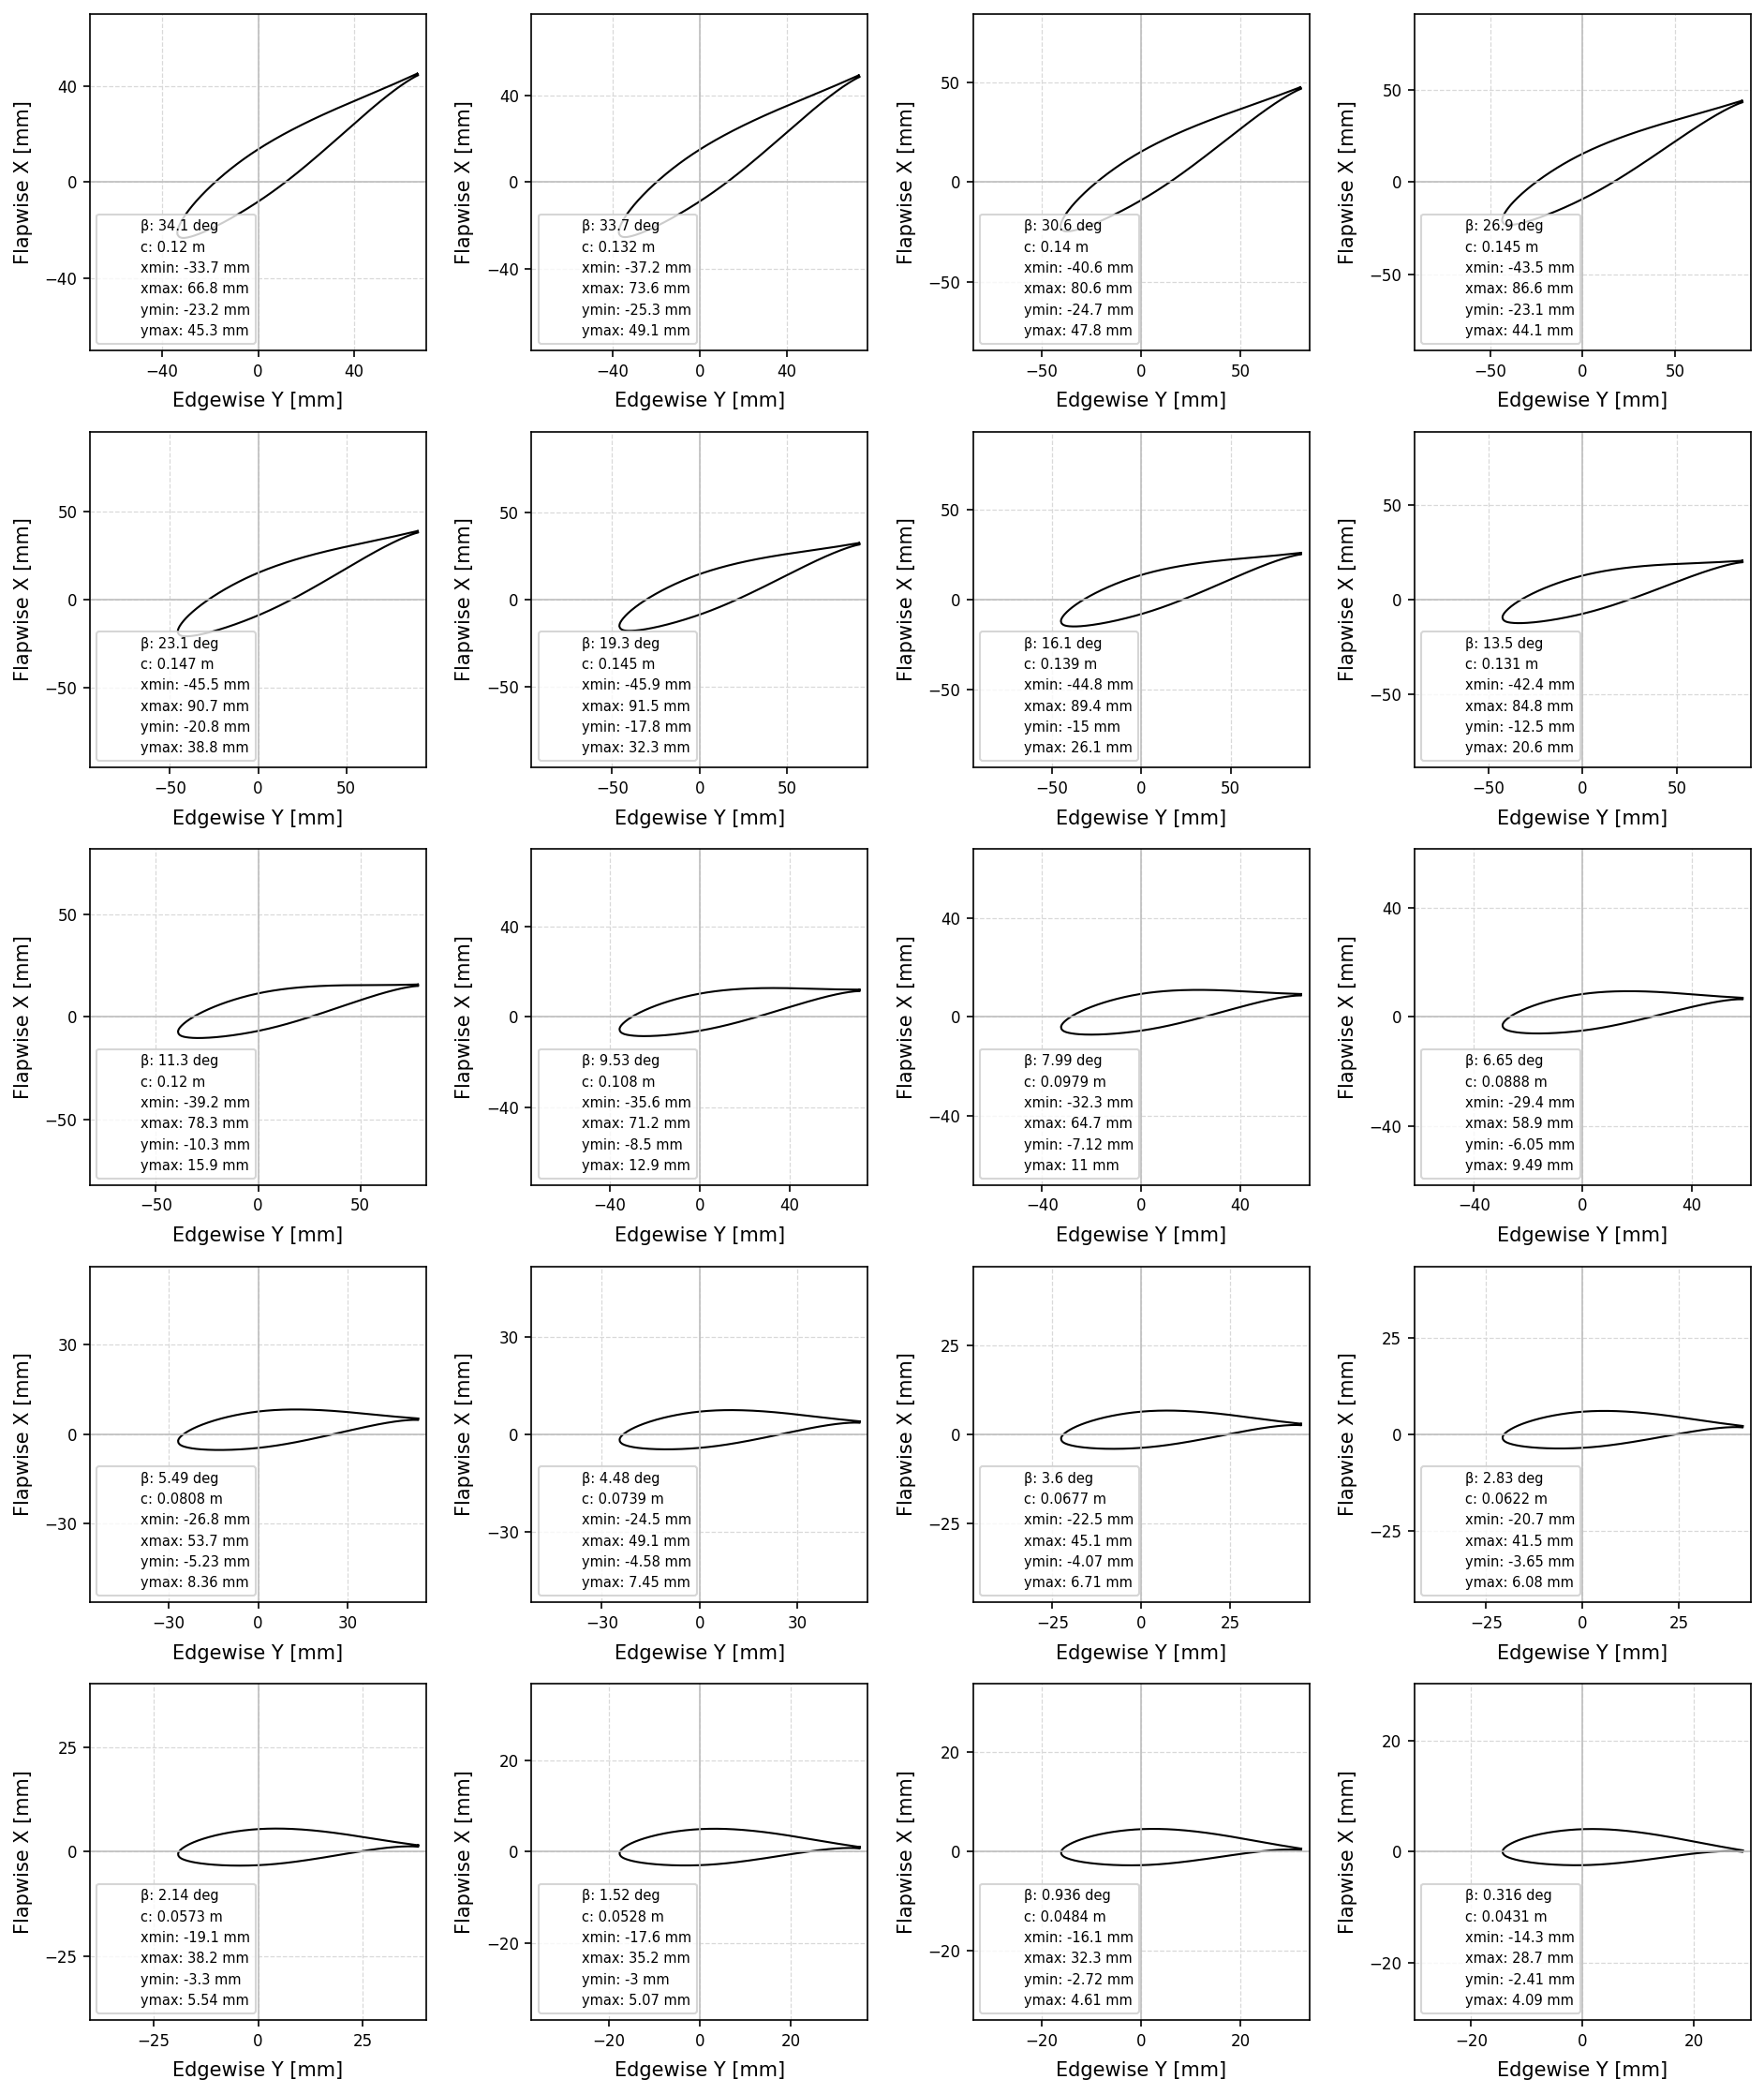 40
0
−40
Flapwise X [mm]
β: 34.1 deg
c: 0.12 m
xmin: -33.7 mm
xmax: 66.8 mm
ymin: -23.2 mm
ymax: 45.3 mm
−40 0 40
Edgewise Y [mm]
40
0
−40
Flapwise X [mm]
β: 33.7 deg
c: 0.132 m
xmin: -37.2 mm
xmax: 73.6 mm
ymin: -25.3 mm
ymax: 49.1 mm
−40 0 40
Edgewise Y [mm]
50
0
−50
Flapwise X [mm]
β: 30.6 deg
c: 0.14 m
xmin: -40.6 mm
xmax: 80.6 mm
ymin: -24.7 mm
ymax: 47.8 mm
−50 0 50
Edgewise Y [mm]
50
0
−50
Flapwise X [mm]
β: 26.9 deg
c: 0.145 m
xmin: -43.5 mm
xmax: 86.6 mm
ymin: -23.1 mm
ymax: 44.1 mm
−50 0 50
Edgewise Y [mm]
50
0
−50
Flapwise X [mm]
β: 23.1 deg
c: 0.147 m
xmin: -45.5 mm
xmax: 90.7 mm
ymin: -20.8 mm
ymax: 38.8 mm
−50 0 50
Edgewise Y [mm]
50
0
−50
Flapwise X [mm]
β: 19.3 deg
c: 0.145 m
xmin: -45.9 mm
xmax: 91.5 mm
ymin: -17.8 mm
ymax: 32.3 mm
−50 0 50
Edgewise Y [mm]
50
0
−50
Flapwise X [mm]
β: 16.1 deg
c: 0.139 m
xmin: -44.8 mm
xmax: 89.4 mm
ymin: -15 mm
ymax: 26.1 mm
−50 0 50
Edgewise Y [mm]
50
0
−50
Flapwise X [mm]
β: 13.5 deg
c: 0.131 m
xmin: -42.4 mm
xmax: 84.8 mm
ymin: -12.5 mm
ymax: 20.6 mm
−50 0 50
Edgewise Y [mm]
50
0
−50
Flapwise X [mm]
β: 11.3 deg
c: 0.12 m
xmin: -39.2 mm
xmax: 78.3 mm
ymin: -10.3 mm
ymax: 15.9 mm
−50 0 50
Edgewise Y [mm]
40
0
−40
Flapwise X [mm]
β: 9.53 deg
c: 0.108 m
xmin: -35.6 mm
xmax: 71.2 mm
ymin: -8.5 mm
ymax: 12.9 mm
−40 0 40
Edgewise Y [mm]
40
0
−40
Flapwise X [mm]
β: 7.99 deg
c: 0.0979 m
xmin: -32.3 mm
xmax: 64.7 mm
ymin: -7.12 mm
ymax: 11 mm
−40 0 40
Edgewise Y [mm]
40
0
−40
Flapwise X [mm]
β: 6.65 deg
c: 0.0888 m
xmin: -29.4 mm
xmax: 58.9 mm
ymin: -6.05 mm
ymax: 9.49 mm
−40 0 40
Edgewise Y [mm]
30
0
−30
Flapwise X [mm]
β: 5.49 deg
c: 0.0808 m
xmin: -26.8 mm
xmax: 53.7 mm
ymin: -5.23 mm
ymax: 8.36 mm
−30 0 30
Edgewise Y [mm]
30
0
−30
Flapwise X [mm]
β: 4.48 deg
c: 0.0739 m
xmin: -24.5 mm
xmax: 49.1 mm
ymin: -4.58 mm
ymax: 7.45 mm
−30 0 30
Edgewise Y [mm]
25
0
−25
Flapwise X [mm]
β: 3.6 deg
c: 0.0677 m
xmin: -22.5 mm
xmax: 45.1 mm
ymin: -4.07 mm
ymax: 6.71 mm
−25 0 25
Edgewise Y [mm]
25
0
−25
Flapwise X [mm]
β: 2.83 deg
c: 0.0622 m
xmin: -20.7 mm
xmax: 41.5 mm
ymin: -3.65 mm
ymax: 6.08 mm
−25 0 25
Edgewise Y [mm]
25
0
−25
Flapwise X [mm]
β: 2.14 deg
c: 0.0573 m
xmin: -19.1 mm
xmax: 38.2 mm
ymin: -3.3 mm
ymax: 5.54 mm
−25 0 25
Edgewise Y [mm]
20
0
−20
Flapwise X [mm]
β: 1.52 deg
c: 0.0528 m
xmin: -17.6 mm
xmax: 35.2 mm
ymin: -3 mm
ymax: 5.07 mm
−20 0 20
Edgewise Y [mm]
20
0
−20
Flapwise X [mm]
β: 0.936 deg
c: 0.0484 m
xmin: -16.1 mm
xmax: 32.3 mm
ymin: -2.72 mm
ymax: 4.61 mm
−20 0 20
Edgewise Y [mm]
20
0
−20
Flapwise X [mm]
β: 0.316 deg
c: 0.0431 m
xmin: -14.3 mm
xmax: 28.7 mm
ymin: -2.41 mm
ymax: 4.09 mm
−20 0 20
Edgewise Y [mm]